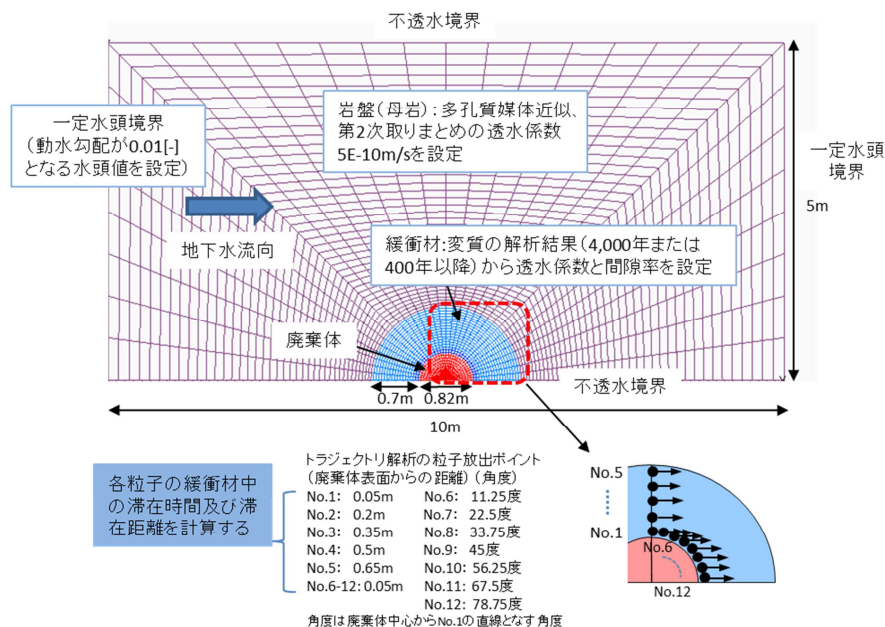 不透水境界
一定水頭境界
(動水勾配が0.01[-]
となる水頭値を設定)
岩盤(母岩):多孔質媒体近似、
第2次取りまとめの透水係数
5E-10m/sを設定
一定水頭
境界
5m
地下水流向
緩衝材:変質の解析結果(4,000年または
400年以降)から透水係数と間隙率を設定
廃棄体
不透水境界
0.7m
0.82m
10m
各粒子の緩衝材中
の滞在時間及び滞
在距離を計算する
トラジェクトリ解析の粒子放出ポイント
(廃棄体表面からの距離) (角度)
No.1: 0.05m No.6: 11.25度
No.2: 0.2m No.7: 22.5度
No.3: 0.35m No.8: 33.75度
No.4: 0.5m No.9: 45度
No.5: 0.65m No.10: 56.25度
No.6-12: 0.05m No.11: 67.5度
No.12: 78.75度
角度は廃棄体中心からNo.1の直線となす角度
No.5
No.1
No.6
No.12